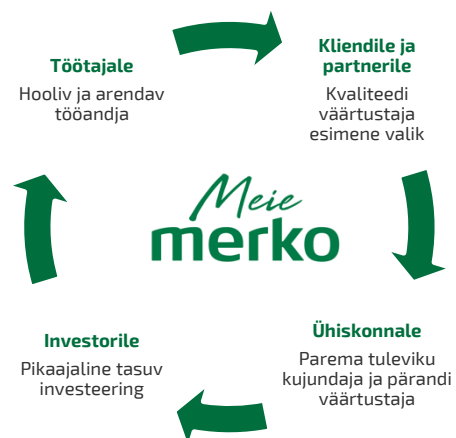 Töötajale
Hooliv ja arendav
tööandja
Kliendile ja
partnerile
Kvaliteedi
väärtustaja
esimene valik
Meie
merko
Investorile
Pikaajaline tasuv
investeering
Ühiskonnale
Parema tuleviku
kujundaja ja pärandi
väärtustaja